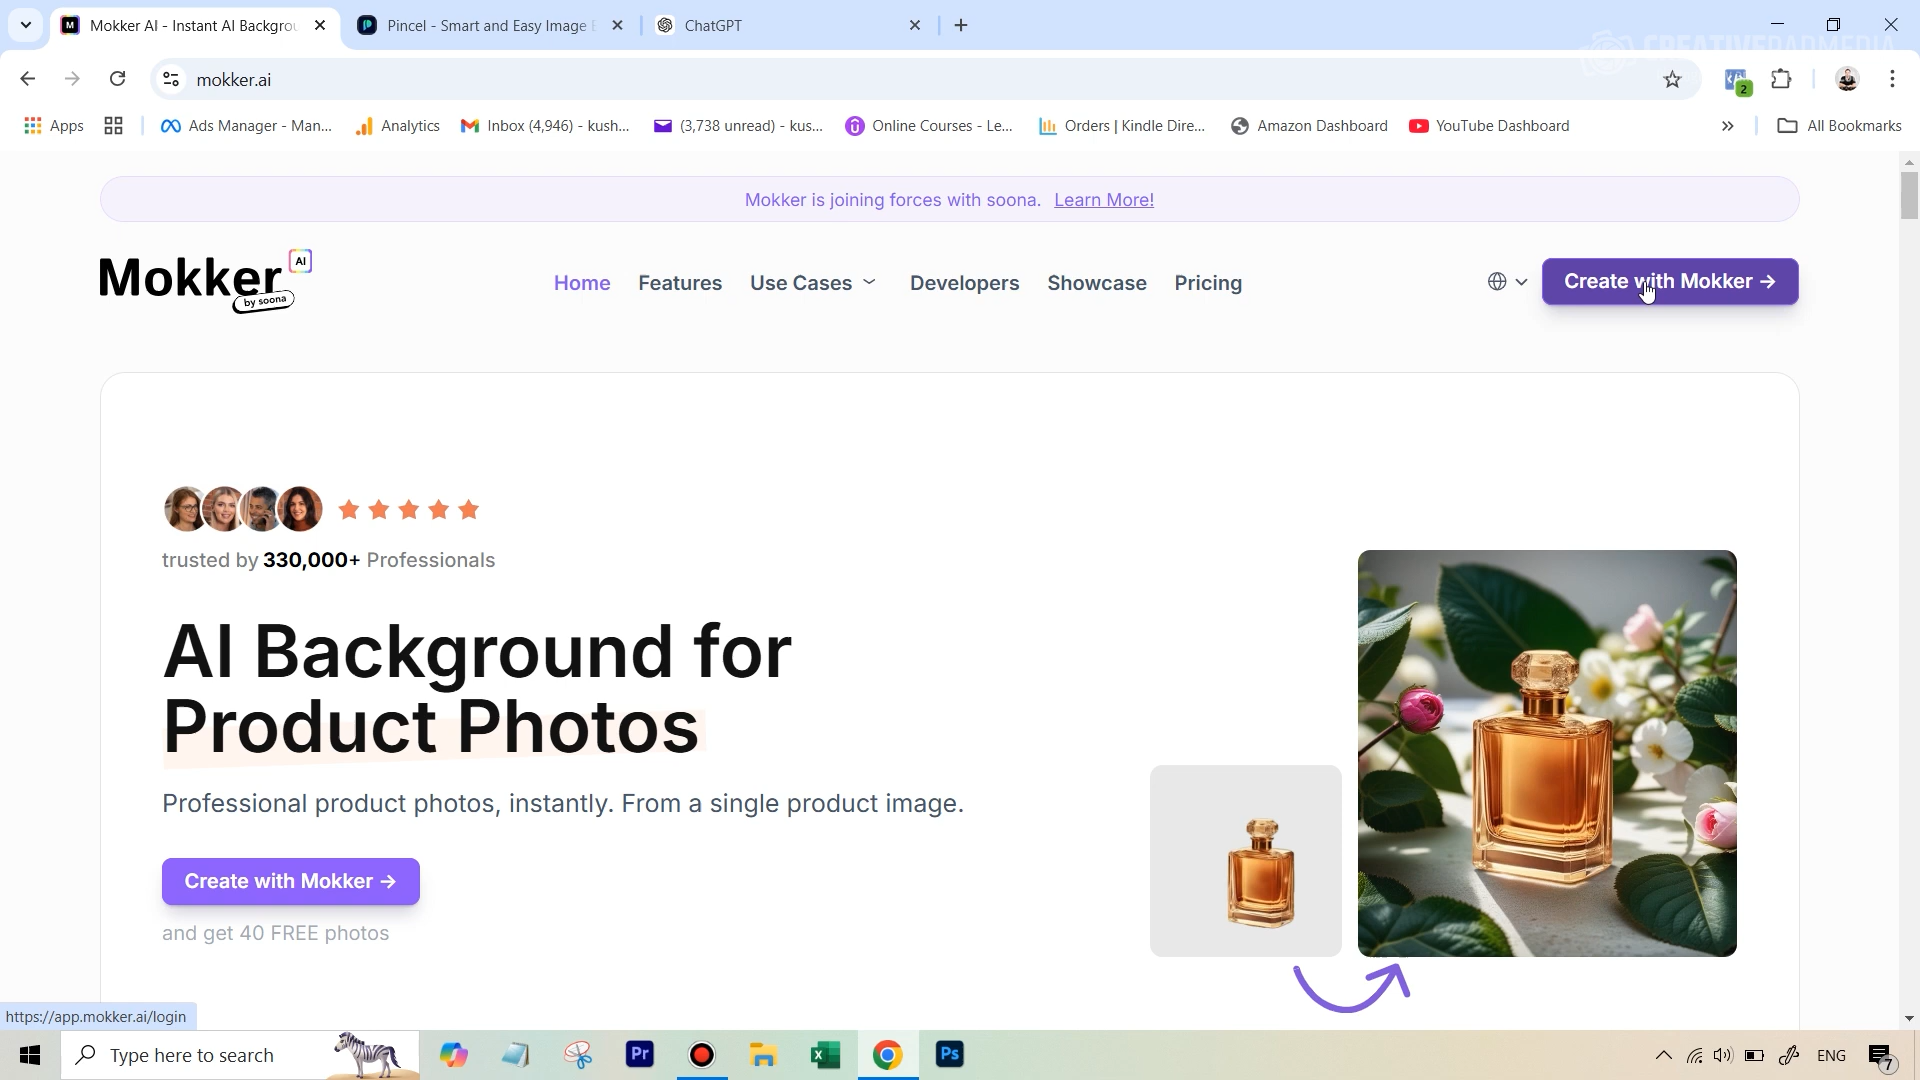 Mokker AI - Instant AI Backgrou
Pincel - Smart and Easy Image E
ChatGPT
CREATIVEDADMEDIA
mokker.ai
2
Apps
Ads Manager - Man...
Analytics
Inbox (4,946) - kush...
(3,738 unread) - kus...
Online Courses - Le...
Orders | Kindle Dire...
Amazon Dashboard
YouTube Dashboard
All Bookmarks
Mokker is joining forces with soona. Learn More!
Mokker AI
by soona
Home
Features
Use Cases
Developers
Showcase
Pricing
Create with Mokker →
trusted by 330,000+ Professionals
AI Background for
Product Photos
Professional product photos, instantly. From a single product image.
Create with Mokker →
and get 40 FREE photos
https://app.mokker.ai/login
Type here to search
Pr
Ps
ENG
7